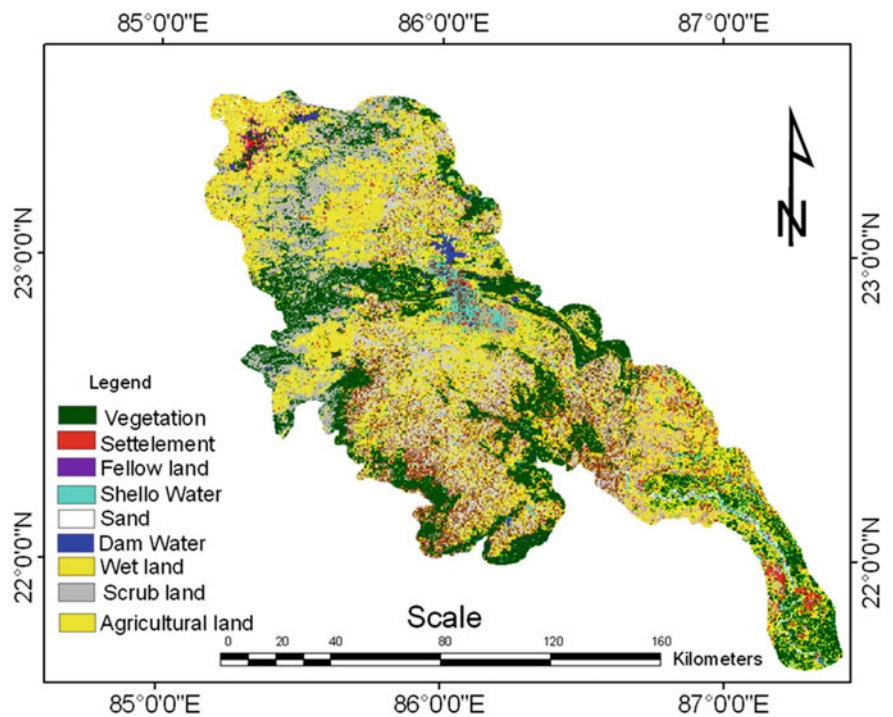 85°0'0"E 86°0'0"E 87°0'0"E
N
23°0'0"N 23°0'0"N
Legend
Vegetation
Settelement
Fellow land
Shello Water
Sand
Dam Water
Wet land
Scrub land
Agricultural land
22°0'0"N 22°0'0"N
Scale
0 20 40 80 120 160
Kilometers
85°0'0"E 86°0'0"E 87°0'0"E